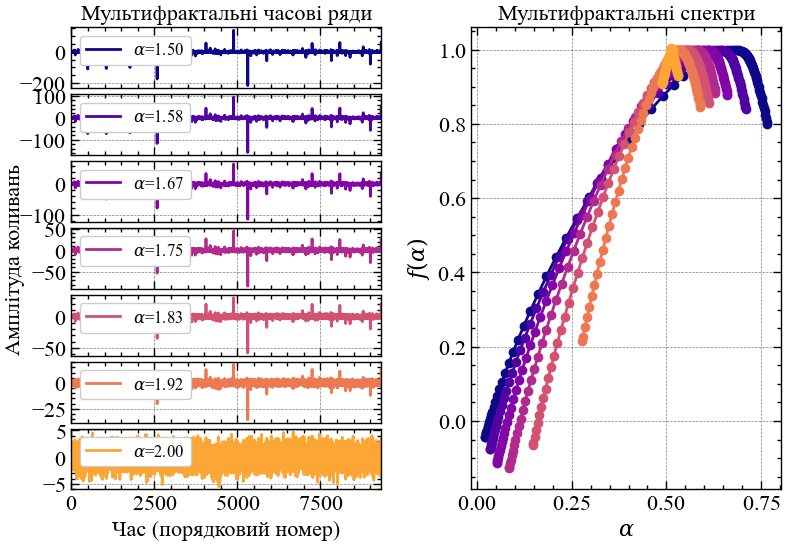 Мультифрактальні часові ряди
Мультифрактальні спектри
Амплітуда коливань
0
−200
α=1.50
100
0
−100
α=1.58
0
−100
α=1.67
50
0
−50
α=1.75
0
−50
α=1.83
0
−25
α=1.92
5
0
−5
α=2.00
0
2500
5000
7500
Час (порядковий номер)
f(α)
1.0
0.8
0.6
0.4
0.2
0.0
0.00
0.25
0.50
0.75
α